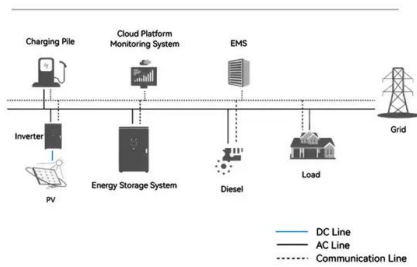 Charging Pile
Cloud Platform
Monitoring System
EMS
Grid
Inverter
PV
Energy Storage System
Diesel
Load
DC Line
AC Line
Communication Line